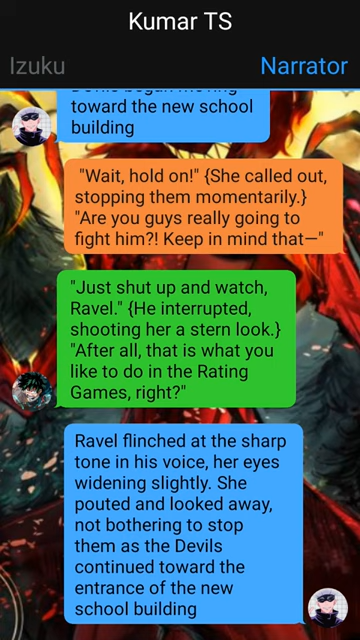 Kumar TS
Izuku
Narrator
toward the new school
building
"Wait, hold on!" {She called out,
stopping them momentarily.}
"Are you guys really going to
fight him?! Keep in mind that—"
"Just shut up and watch,
Ravel." {He interrupted,
shooting her a stern look.}
"After all, that is what you
like to do in the Rating
Games, right?"
Ravel flinched at the sharp
tone in his voice, her eyes
widening slightly. She
pouted and looked away,
not bothering to stop
them as the Devils
continued toward the
entrance of the new
school building